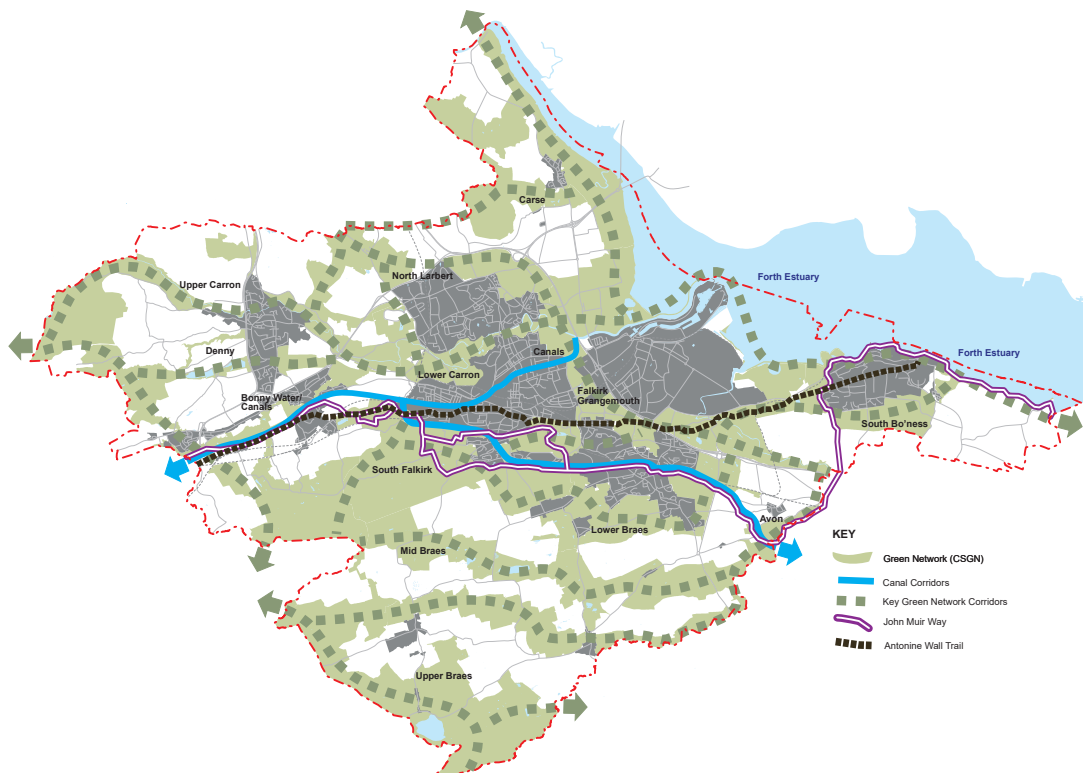 Carse
Forth Estuary
North Larbert
Upper Carron
Denny
Canals
Forth Estuary
Lower Carron
Falkirk
Grangemouth
Bonny Water/
Canals
South Bo'ness
South Falkirk
Avon
Lower Braes
Mid Braes
Upper Braes
KEY
Green Network (CSGN)
Canal Corridors
Key Green Network Corridors
John Muir Way
Antonine Wall Trail